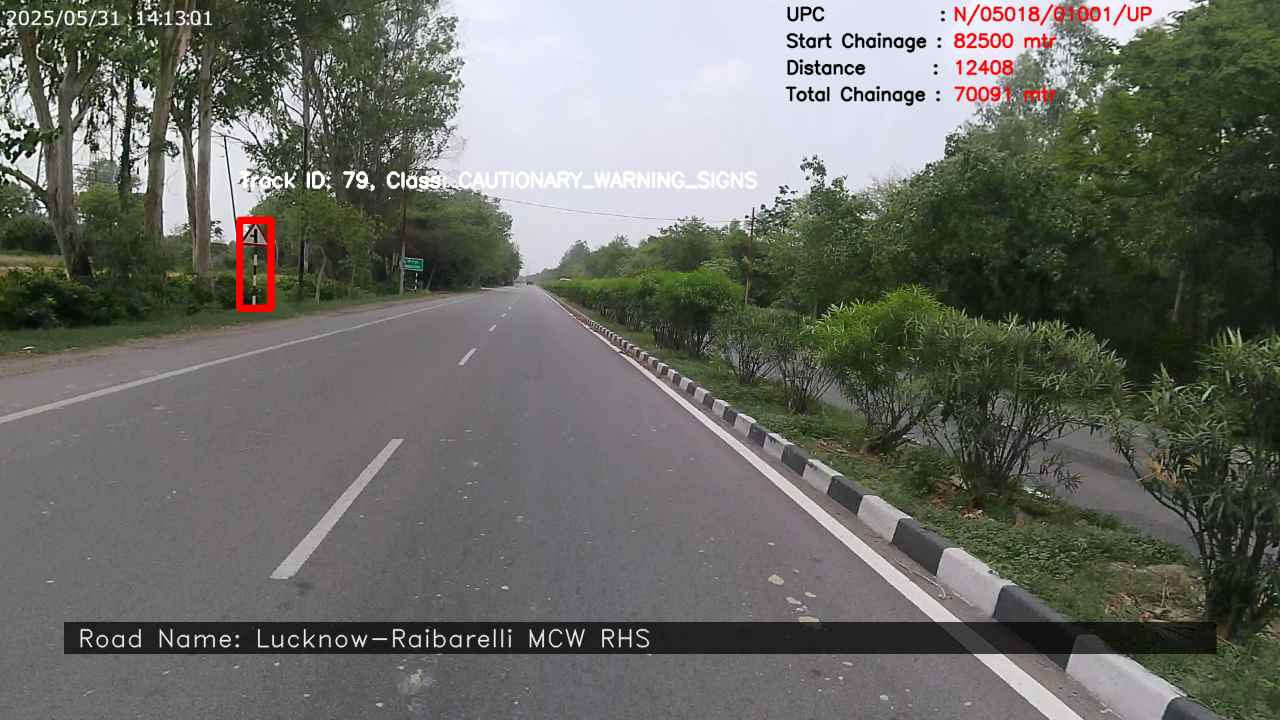 2025/05/31 14:13:01
UPC : N/05018/01001/UP
Start Chainage : 82500 mtr
Distance : 12408
Total Chainage : 70091 mtr
Track ID: 79, Class: CAUTIONARY_WARNING_SIGNS
Road Name: Lucknow-Raibarelli MCW RHS